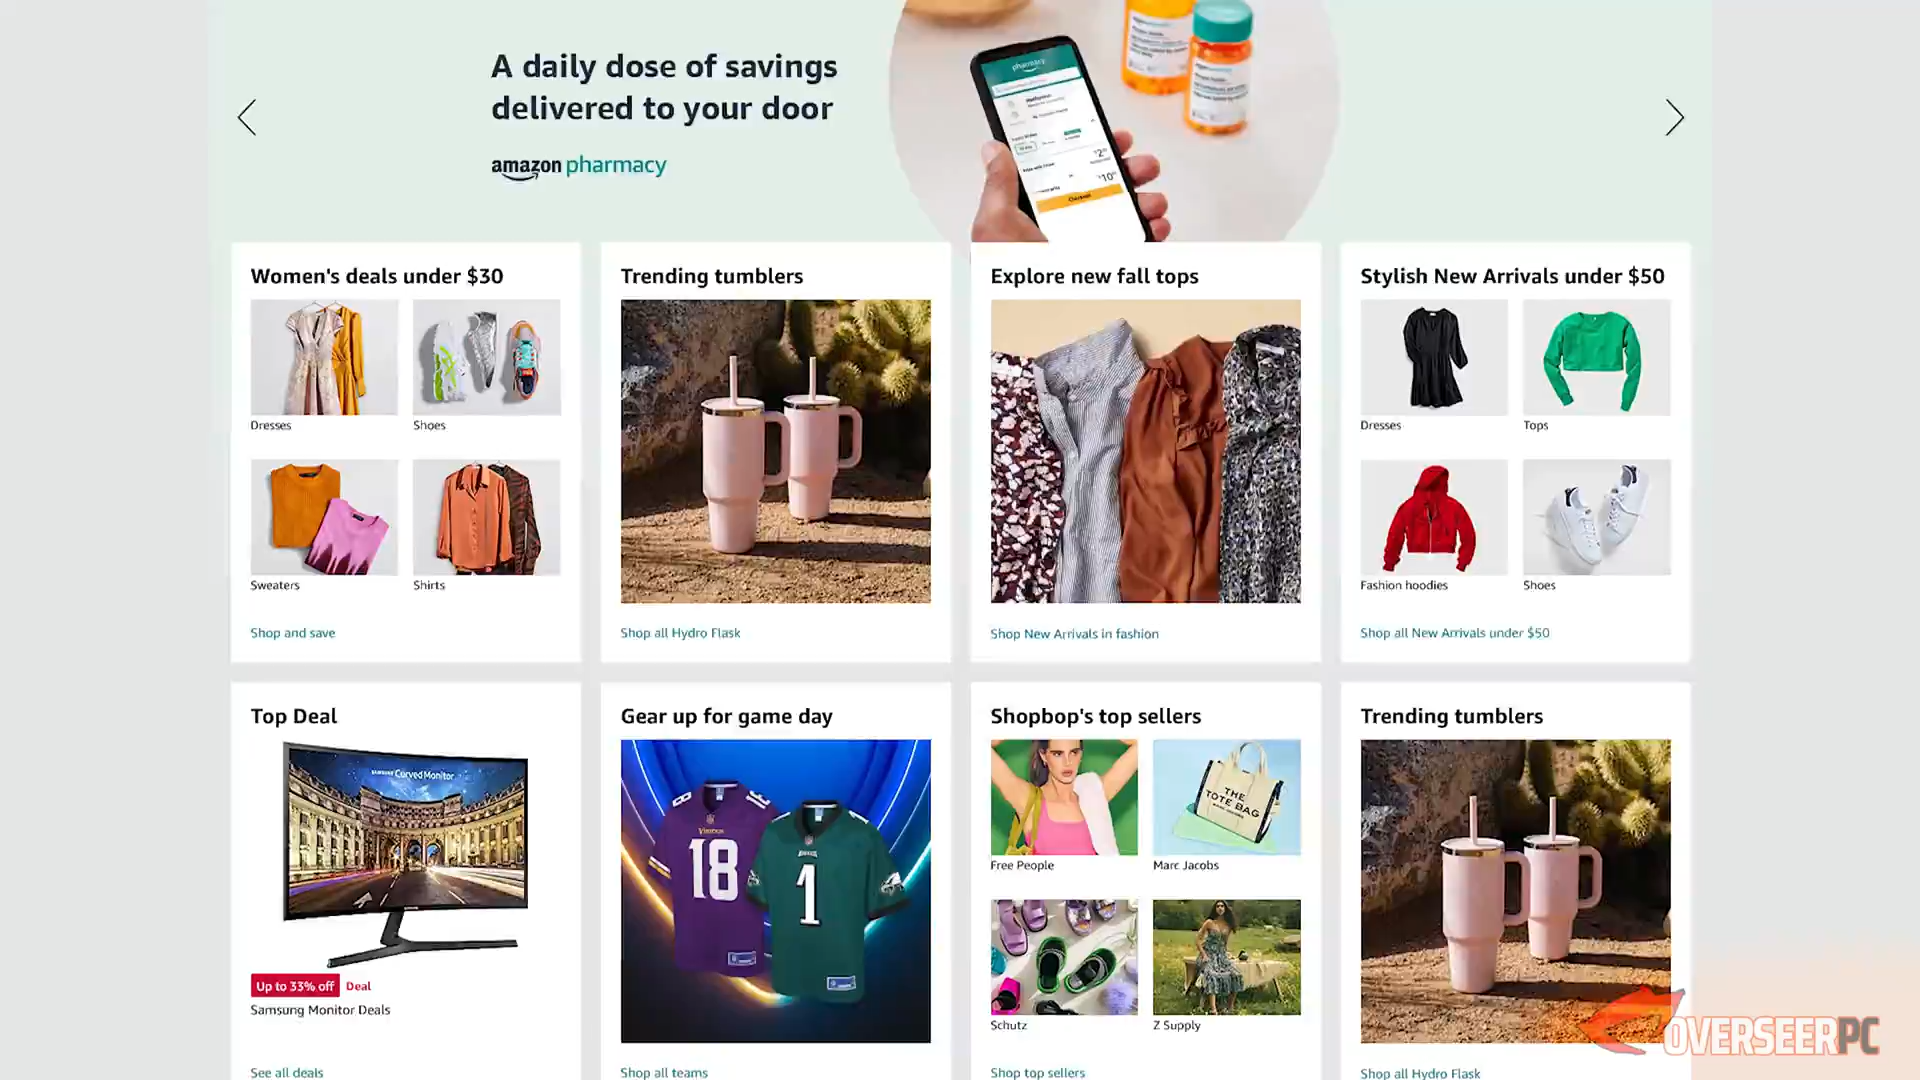 A daily dose of savings
delivered to your door
amazon pharmacy
pharmacy
Women's deals under $30
Dresses
Shoes
Sweaters
Shirts
Shop and save
Trending tumblers
Shop all Hydro Flask
Explore new fall tops
Shop New Arrivals in fashion
Stylish New Arrivals under $50
Dresses
Tops
Fashion hoodies
Shoes
Shop all New Arrivals under $50
Top Deal
SAMSUNG Curved Monitor
Up to 33% off Deal
Samsung Monitor Deals
See all deals
Gear up for game day
VIKINGS
18
1
Shop all teams
Shopbop's top sellers
THE
TOTE BAG
Free People
Marc Jacobs
Schutz
Z Supply
Shop top sellers
Trending tumblers
Shop all Hydro Flask
OVERSEERPC